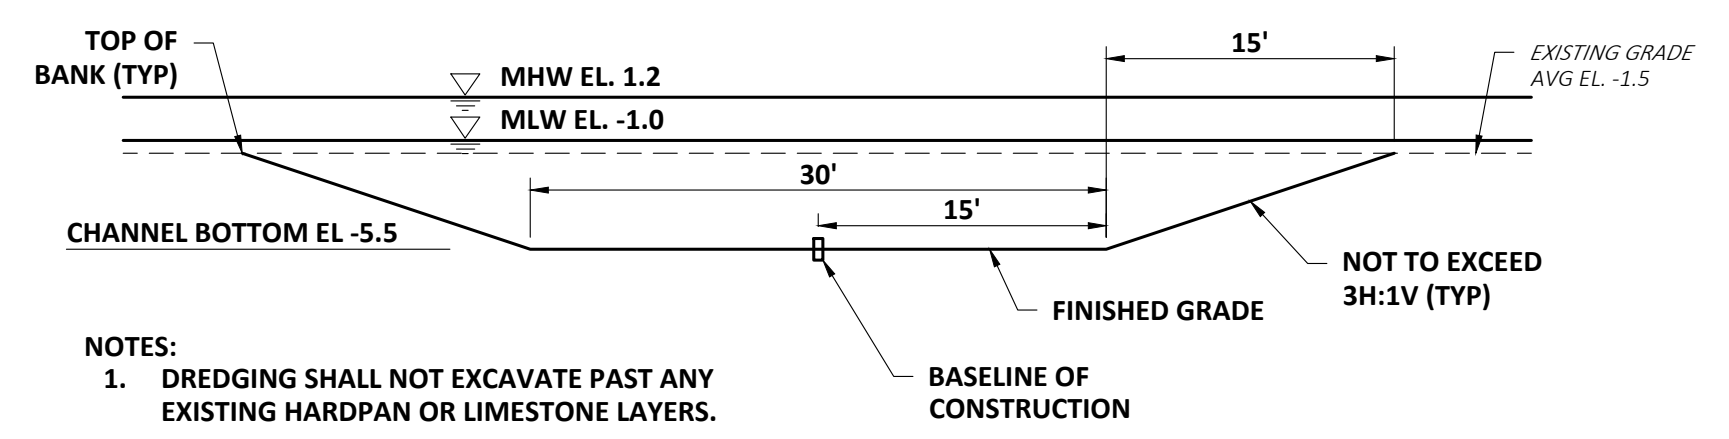 TOP OF
BANK (TYP)
MHW EL. 1.2
MLW EL. -1.0
15'
EXISTING GRADE
AVG EL. -1.5
30'
15'
CHANNEL BOTTOM EL -5.5
NOT TO EXCEED
3H:1V (TYP)
FINISHED GRADE
BASELINE OF
CONSTRUCTION
NOTES:
1. DREDGING SHALL NOT EXCAVATE PAST ANY
EXISTING HARDPAN OR LIMESTONE LAYERS.